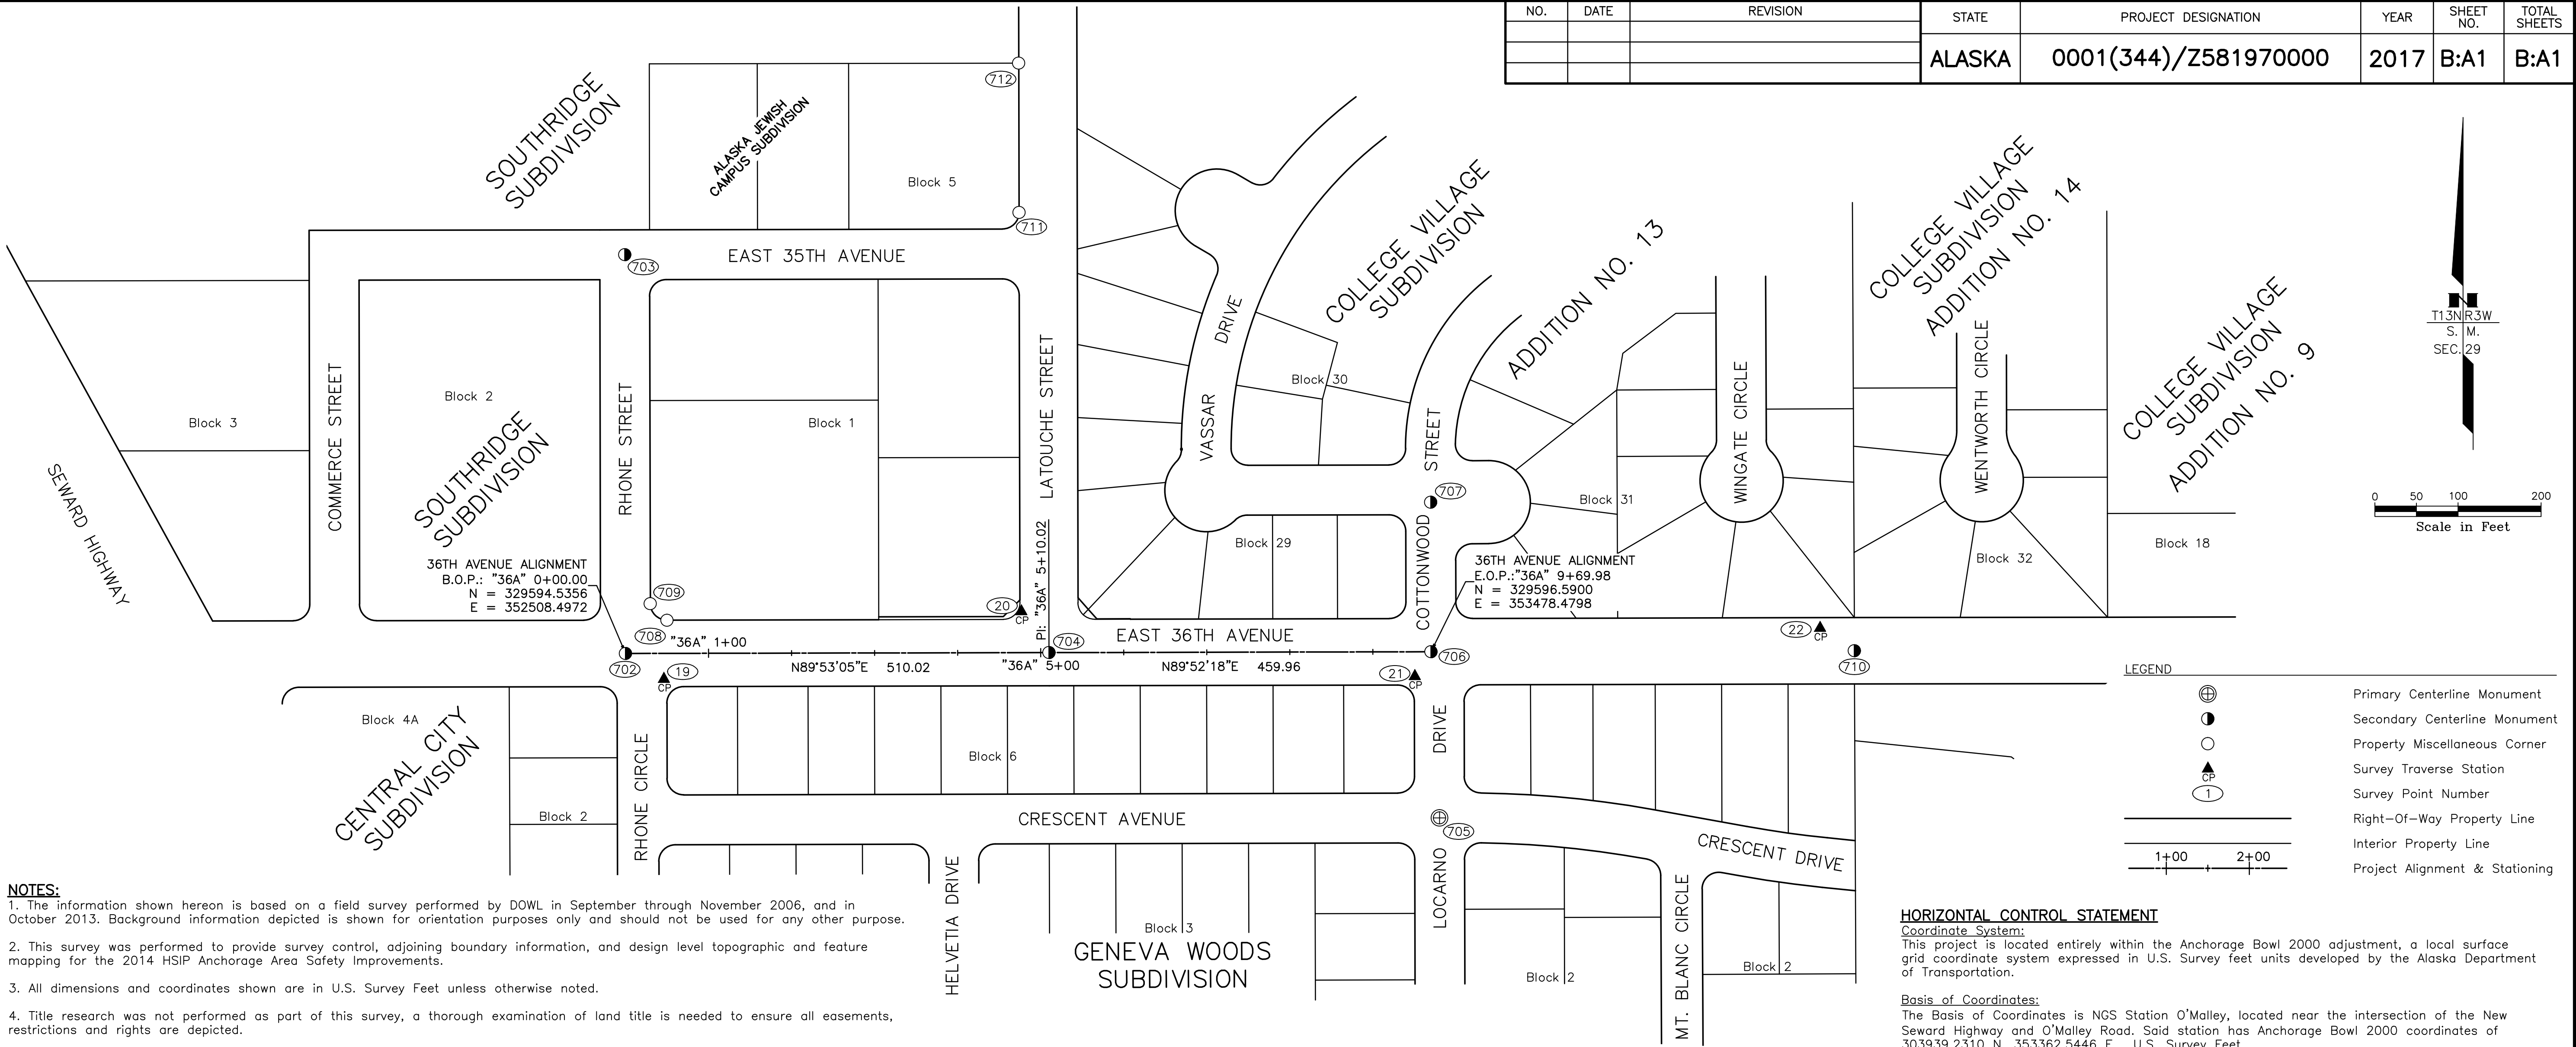 NO.
DATE
REVISION
STATE
PROJECT DESIGNATION
YEAR
SHEET
NO.
TOTAL
SHEETS
ALASKA
0001(344)/Z581970000
2017
B:A1
B:A1
SOUTHRIDGE
SUBDIVISION
ALASKA JEWISH
CAMPUS SUBDIVISION
Block 5
712
711
EAST 35TH AVENUE
703
COLLEGE VILLAGE
SUBDIVISION
ADDITION NO. 13
COLLEGE VILLAGE
SUBDIVISION
ADDITION NO. 14
COLLEGE VILLAGE
SUBDIVISION
ADDITION NO. 9
N
T13N R3W
S. M.
SEC. 29
0 50 100 200
Scale in Feet
SEWARD HIGHWAY
Block 3
COMMERCE STREET
Block 2
SOUTHRIDGE
SUBDIVISION
RHONE STREET
Block 1
LATOUCHE STREET
VASSAR
DRIVE
Block 30
COTTONWOOD
STREET
707
Block 31
WINGATE CIRCLE
WENTWORTH CIRCLE
Block 29
Block 32
Block 18
36TH AVENUE ALIGNMENT
B.O.P.: "36A" 0+00.00
N = 329594.5356
E = 352508.4972
709
708
20
CP
PI: "36A" 5+10.02
36TH AVENUE ALIGNMENT
E.O.P.:"36A" 9+69.98
N = 329596.5900
E = 353478.4798
"36A" 1+00
704
EAST 36TH AVENUE
22
CP
702
19
CP
N89°53'05"E 510.02
"36A" 5+00
N89°52'18"E 459.96
21
CP
706
710
Block 4A
CENTRAL CITY
SUBDIVISION
Block 2
RHONE CIRCLE
Block 6
DRIVE
CRESCENT AVENUE
705
CRESCENT DRIVE
HELVETIA DRIVE
LOCARNO
MT. BLANC CIRCLE
Block 3
GENEVA WOODS
SUBDIVISION
Block 2
Block 2
LEGEND
Primary Centerline Monument
Secondary Centerline Monument
Property Miscellaneous Corner
CP
Survey Traverse Station
1
Survey Point Number
Right-Of-Way Property Line
Interior Property Line
1+00 2+00
Project Alignment & Stationing
NOTES:
1. The information shown hereon is based on a field survey performed by DOWL in September through November 2006, and in
October 2013. Background information depicted is shown for orientation purposes only and should not be used for any other purpose.
2. This survey was performed to provide survey control, adjoining boundary information, and design level topographic and feature
mapping for the 2014 HSIP Anchorage Area Safety Improvements.
3. All dimensions and coordinates shown are in U.S. Survey Feet unless otherwise noted.
4. Title research was not performed as part of this survey, a thorough examination of land title is needed to ensure all easements,
restrictions and rights are depicted.
HORIZONTAL CONTROL STATEMENT
Coordinate System:
This project is located entirely within the Anchorage Bowl 2000 adjustment, a local surface
grid coordinate system expressed in U.S. Survey feet units developed by the Alaska Department
of Transportation.
Basis of Coordinates:
The Basis of Coordinates is NGS Station O'Malley, located near the intersection of the New
Seward Highway and O'Malley Road. Said station has Anchorage Bowl 2000 coordinates of
303939.2310 N, 353362.5446 E, U.S. Survey Feet